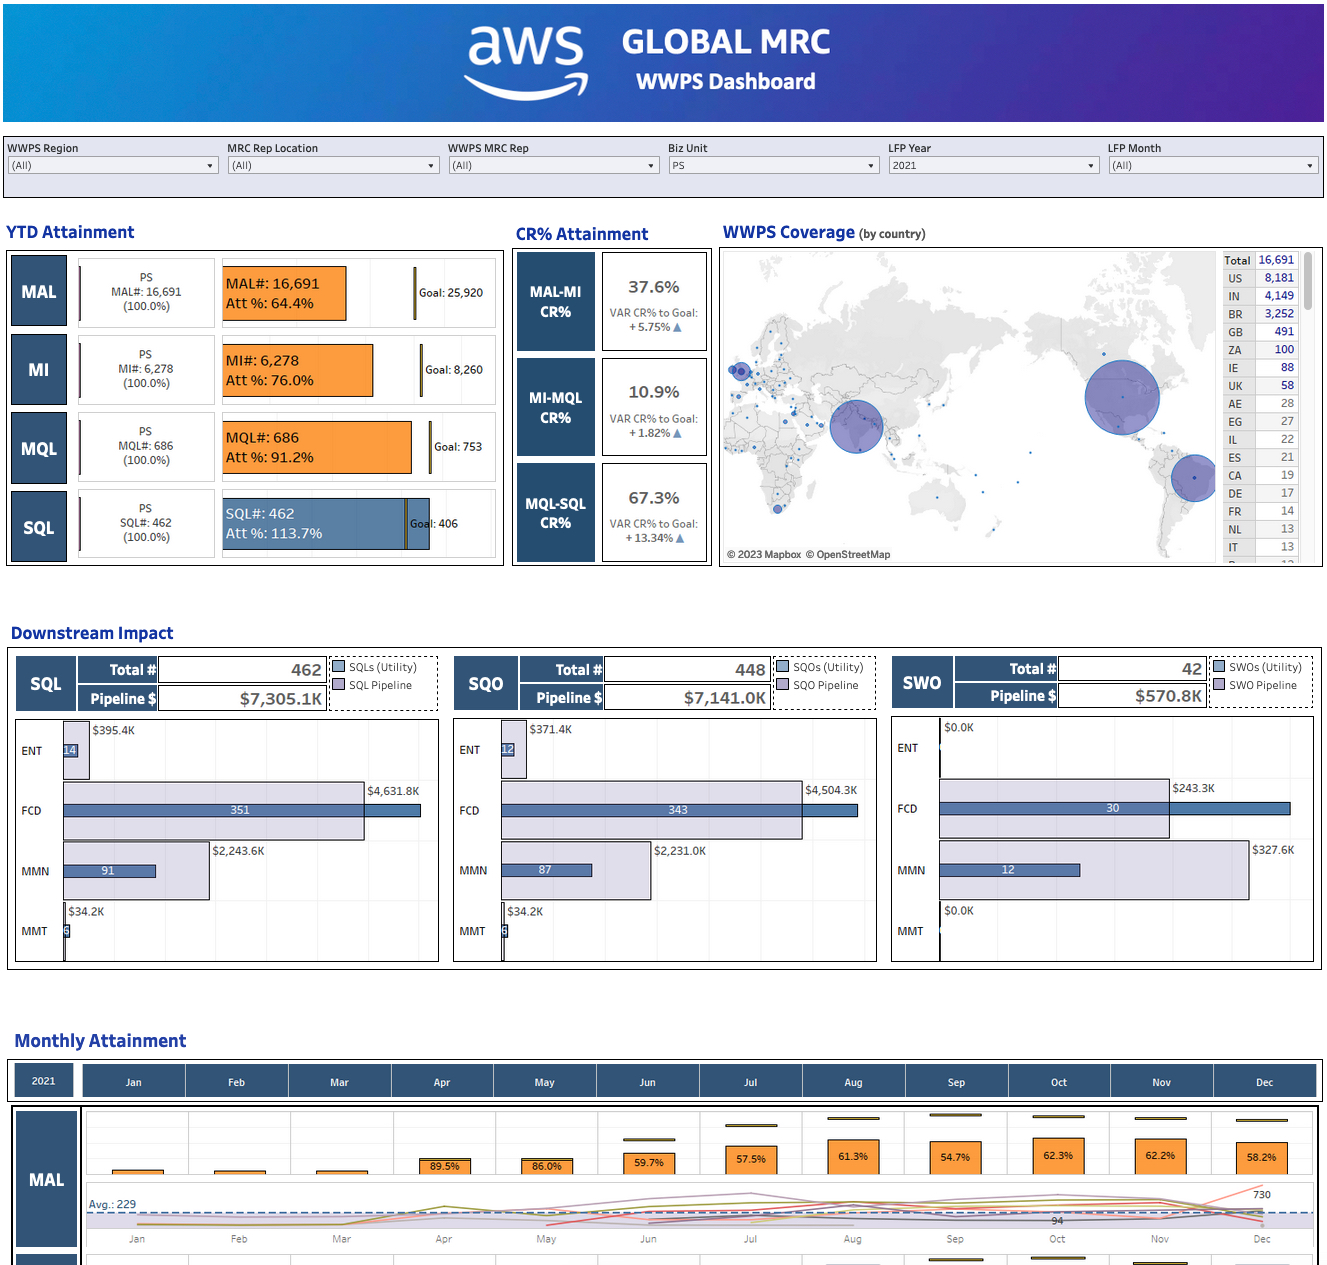 aws
GLOBAL MRC
WWPS Dashboard
WWPS Region
MRC Rep Location
WWPS MRC Rep
Biz Unit
LFP Year
LFP Month
(All)
(All)
(All)
PS
2021
(All)
YTD Attainment
MAL
PS
MAL#: 16,691
(100.0%)
MAL#: 16,691
Att %: 64.4%
Goal: 25,920
MI
PS
MI#: 6,278
(100.0%)
MI#: 6,278
Att %: 76.0%
Goal: 8,260
MQL
PS
MQL#: 686
(100.0%)
MQL#: 686
Att %: 91.2%
Goal: 753
SQL
PS
SQL#: 462
(100.0%)
SQL#: 462
Att %: 113.7%
Goal: 406
CR% Attainment
MAL-MI
CR%
37.6%
VAR CR% to Goal:
+ 5.75% ▲
MI-MQL
CR%
10.9%
VAR CR% to Goal:
+ 1.82% ▲
MQL-SQL
CR%
67.3%
VAR CR% to Goal:
+ 13.34% ▲
WWPS Coverage (by country)
© 2023 Mapbox © OpenStreetMap
Total 16,691
US 8,181
IN 4,149
BR 3,252
GB 491
ZA 100
IE 88
UK 58
AE 28
EG 27
IL 22
ES 21
CA 19
DE 17
FR 14
NL 13
IT 13
Downstream Impact
SQL
Total # 462
Pipeline $ $7,305.1K
SQLs (Utility)
SQL Pipeline
ENT 14 $395.4K
FCD 351 $4,631.8K
MMN 91 $2,243.6K
MMT 6 $34.2K
SQO
Total # 448
Pipeline $ $7,141.0K
SQOs (Utility)
SQO Pipeline
ENT 12 $371.4K
FCD 343 $4,504.3K
MMN 87 $2,231.0K
MMT 6 $34.2K
SWO
Total # 42
Pipeline $ $570.8K
SWOs (Utility)
SWO Pipeline
ENT $0.0K
FCD 30 $243.3K
MMN 12 $327.6K
MMT $0.0K
Monthly Attainment
2021 Jan Feb Mar Apr May Jun Jul Aug Sep Oct Nov Dec
MAL
89.5% 86.0% 59.7% 57.5% 61.3% 54.7% 62.3% 62.2% 58.2%
Avg.: 229
730
94
Jan Feb Mar Apr May Jun Jul Aug Sep Oct Nov Dec